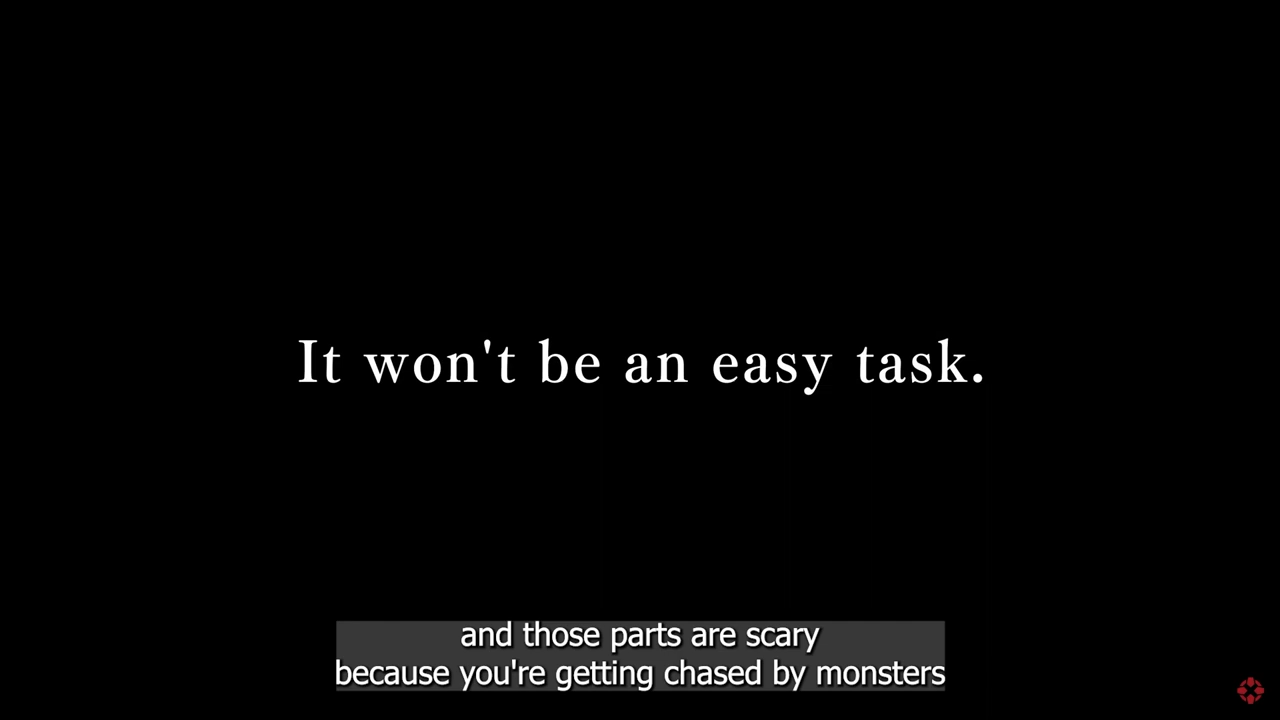 It won't be an easy task.
and those parts are scary
because you're getting chased by monsters